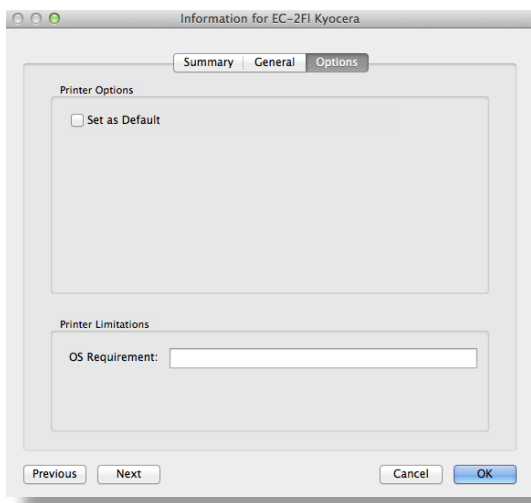 Information for EC-2Fl Kyocera
Summary General Options
Printer Options
Set as Default
Printer Limitations
OS Requirement:
Previous Next Cancel OK